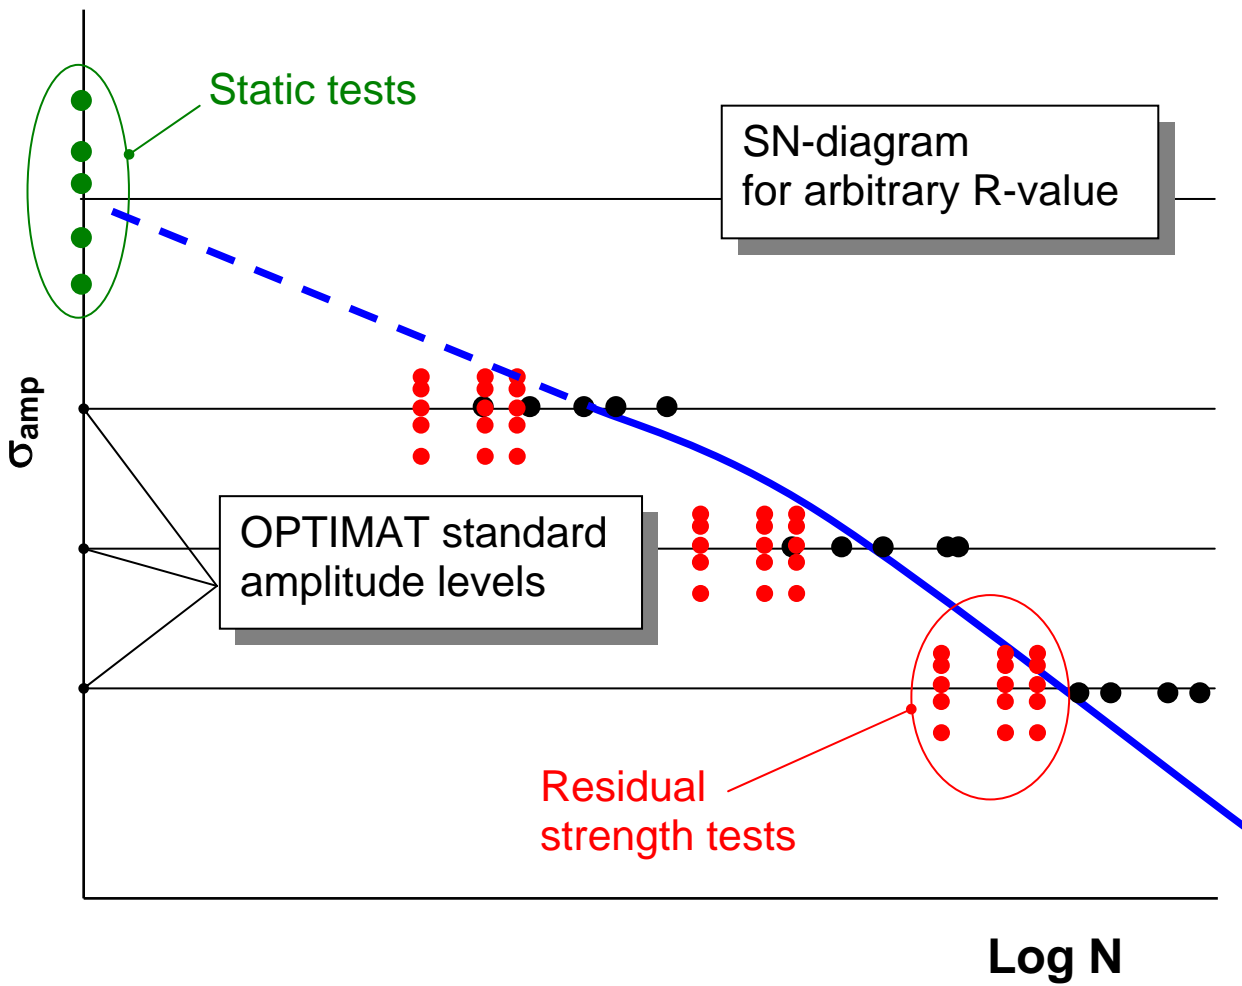 Static tests
SN-diagram
for arbitrary R-value
σamp
OPTIMAT standard
amplitude levels
Residual
strength tests
Log N